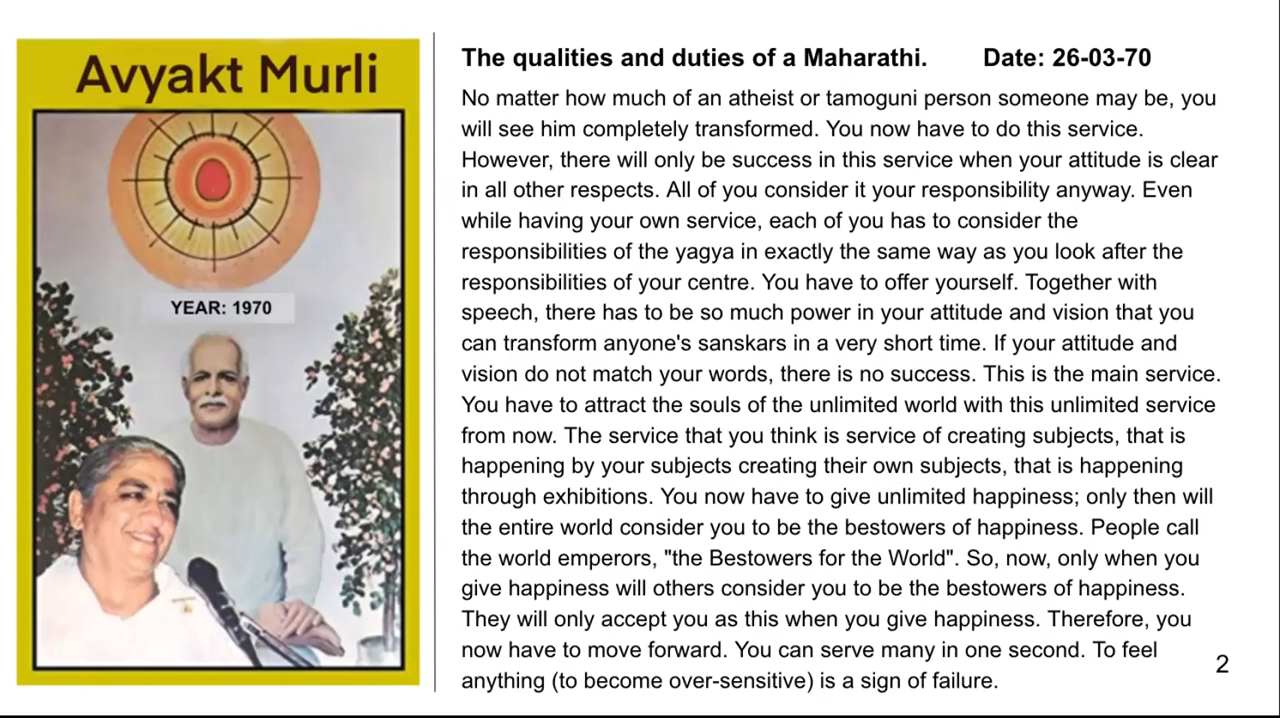 Avyakt Murli
YEAR: 1970
The qualities and duties of a Maharathi. Date: 26-03-70
No matter how much of an atheist or tamoguni person someone may be, you
will see him completely transformed. You now have to do this service.
However, there will only be success in this service when your attitude is clear
in all other respects. All of you consider it your responsibility anyway. Even
while having your own service, each of you has to consider the
responsibilities of the yagya in exactly the same way as you look after the
responsibilities of your centre. You have to offer yourself. Together with
speech, there has to be so much power in your attitude and vision that you
can transform anyone's sanskars in a very short time. If your attitude and
vision do not match your words, there is no success. This is the main service.
You have to attract the souls of the unlimited world with this unlimited service
from now. The service that you think is service of creating subjects, that is
happening by your subjects creating their own subjects, that is happening
through exhibitions. You now have to give unlimited happiness; only then will
the entire world consider you to be the bestowers of happiness. People call
the world emperors, "the Bestowers for the World". So, now, only when you
give happiness will others consider you to be the bestowers of happiness.
They will only accept you as this when you give happiness. Therefore, you
now have to move forward. You can serve many in one second. To feel
anything (to become over-sensitive) is a sign of failure.
2